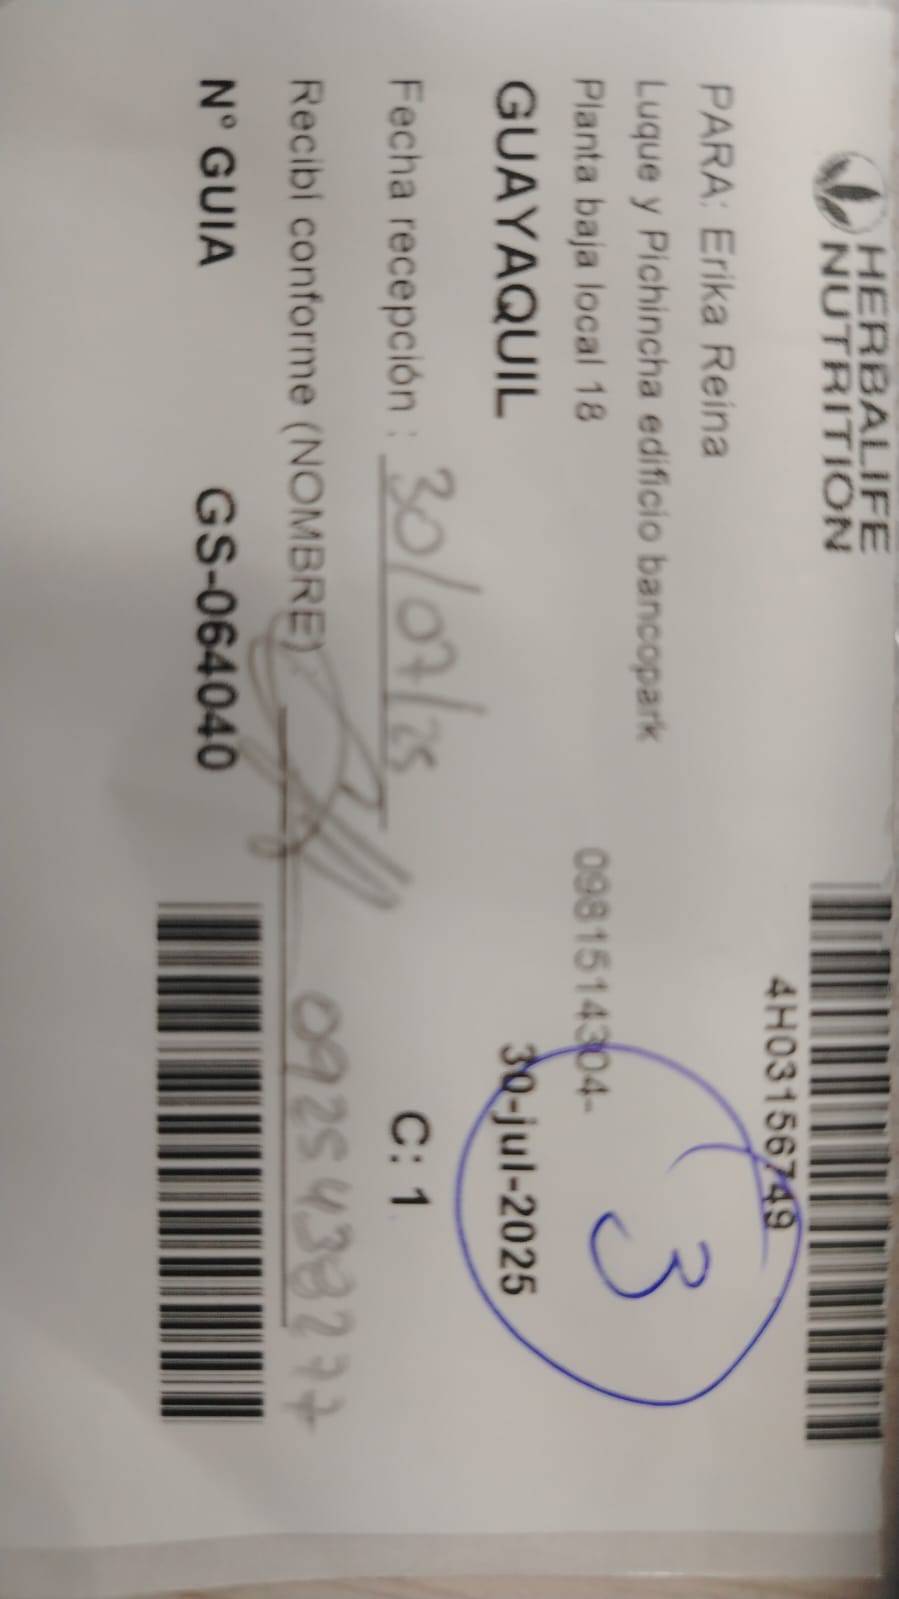 HERBALIFE
NUTRITION
4H03156749
PARA: Erika Reina
Luque y Pichincha edificio bancopark
Planta baja local 18 0981514304-
3
GUAYAQUIL 30-jul-2025
Fecha recepción : 30/07/25 C: 1
Recibí conforme (NOMBRE) 0925438277
N° GUIA GS-064040